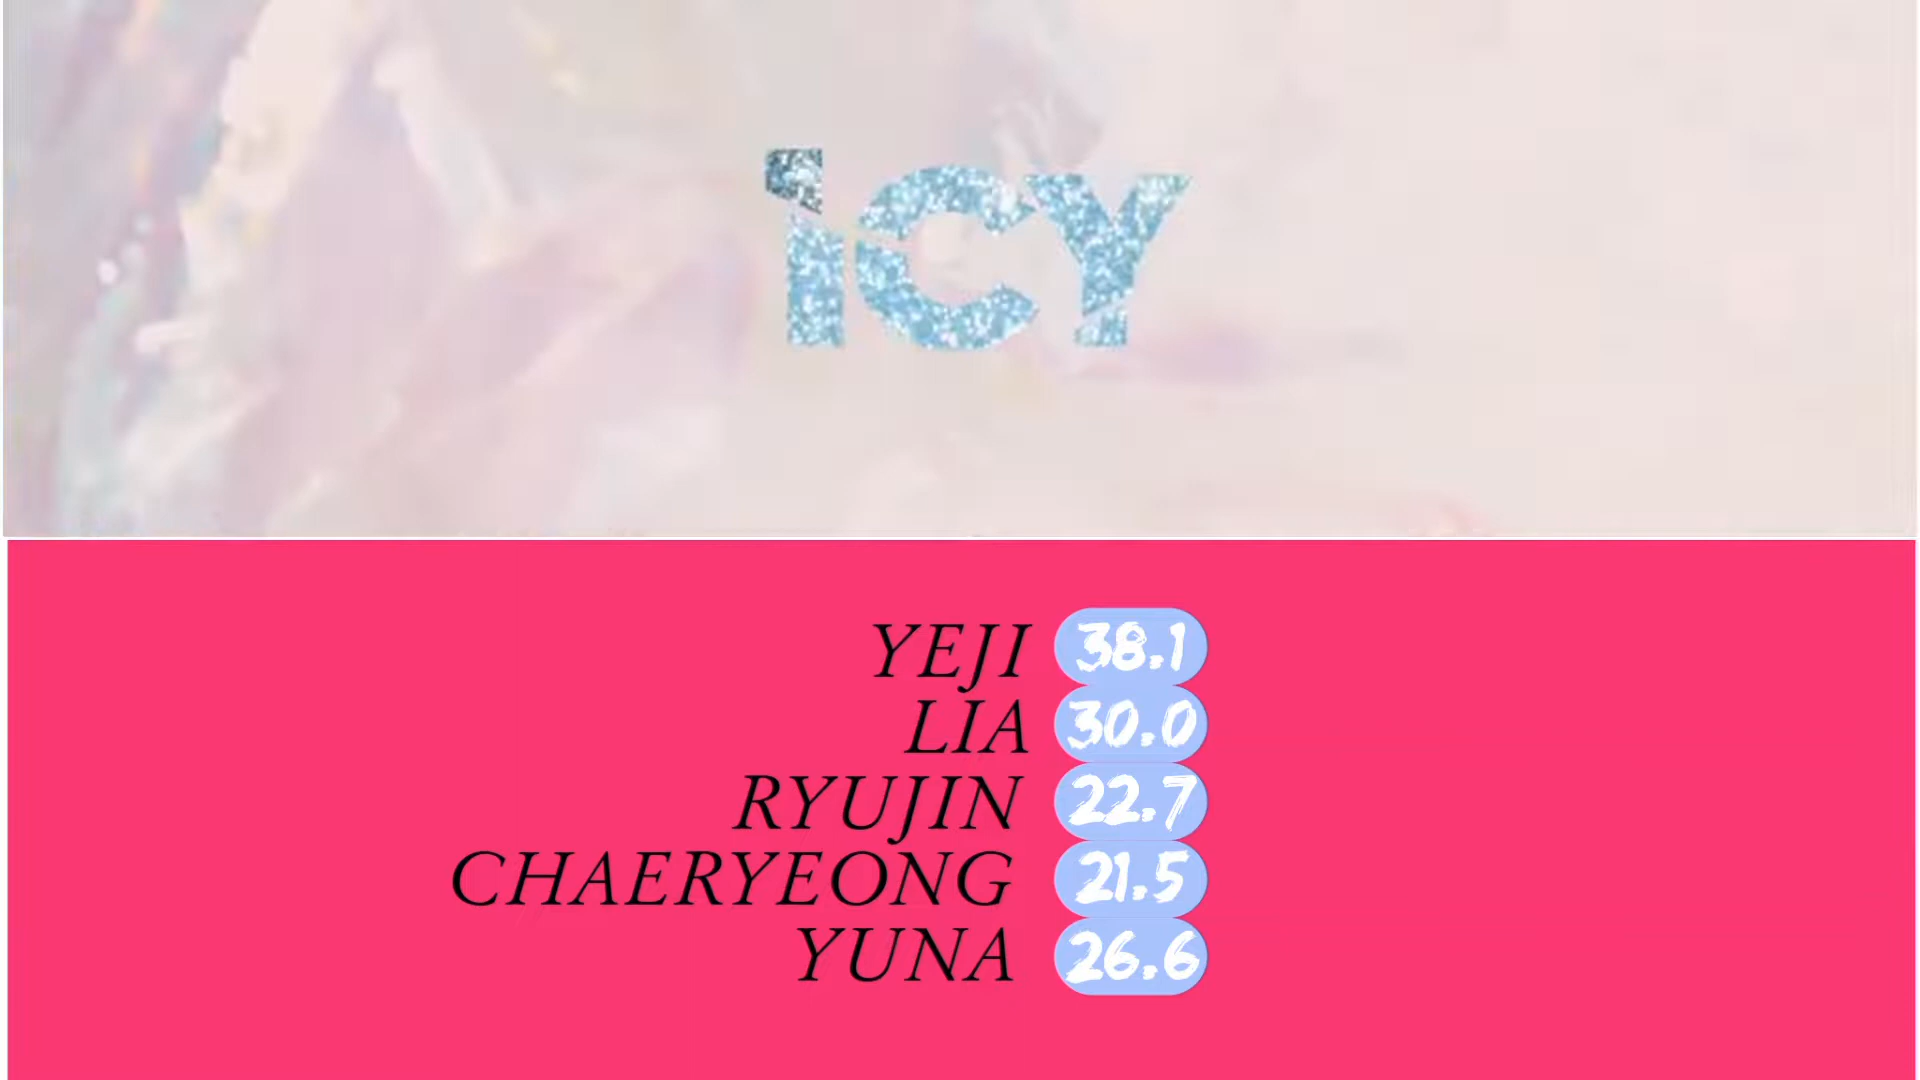 iCY
YEJI 38.1
LIA 30.0
RYUJIN 22.7
CHAERYEONG 21.5
YUNA 26.6